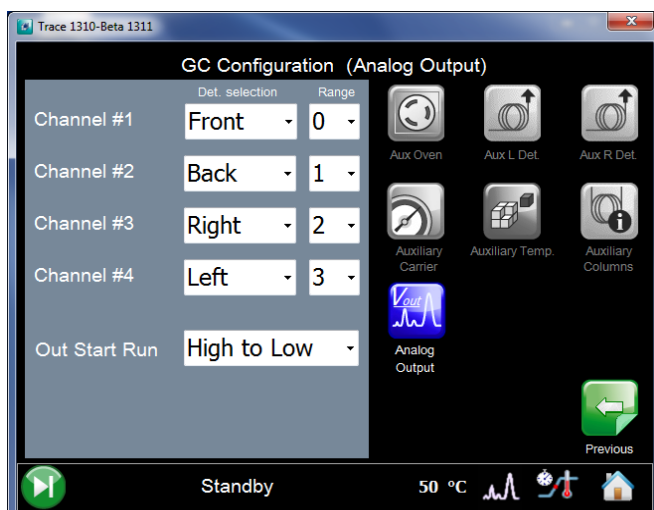 Trace 1310-Beta 1311
GC Configuration (Analog Output)
Det. selection Range
Channel #1 Front 0
Channel #2 Back 1
Channel #3 Right 2
Channel #4 Left 3
Out Start Run High to Low
Aux Oven Aux L Det. Aux R Det.
Auxiliary Carrier Auxiliary Temp. Auxiliary Columns
Vout
Analog
Output
Previous
Standby 50 °C